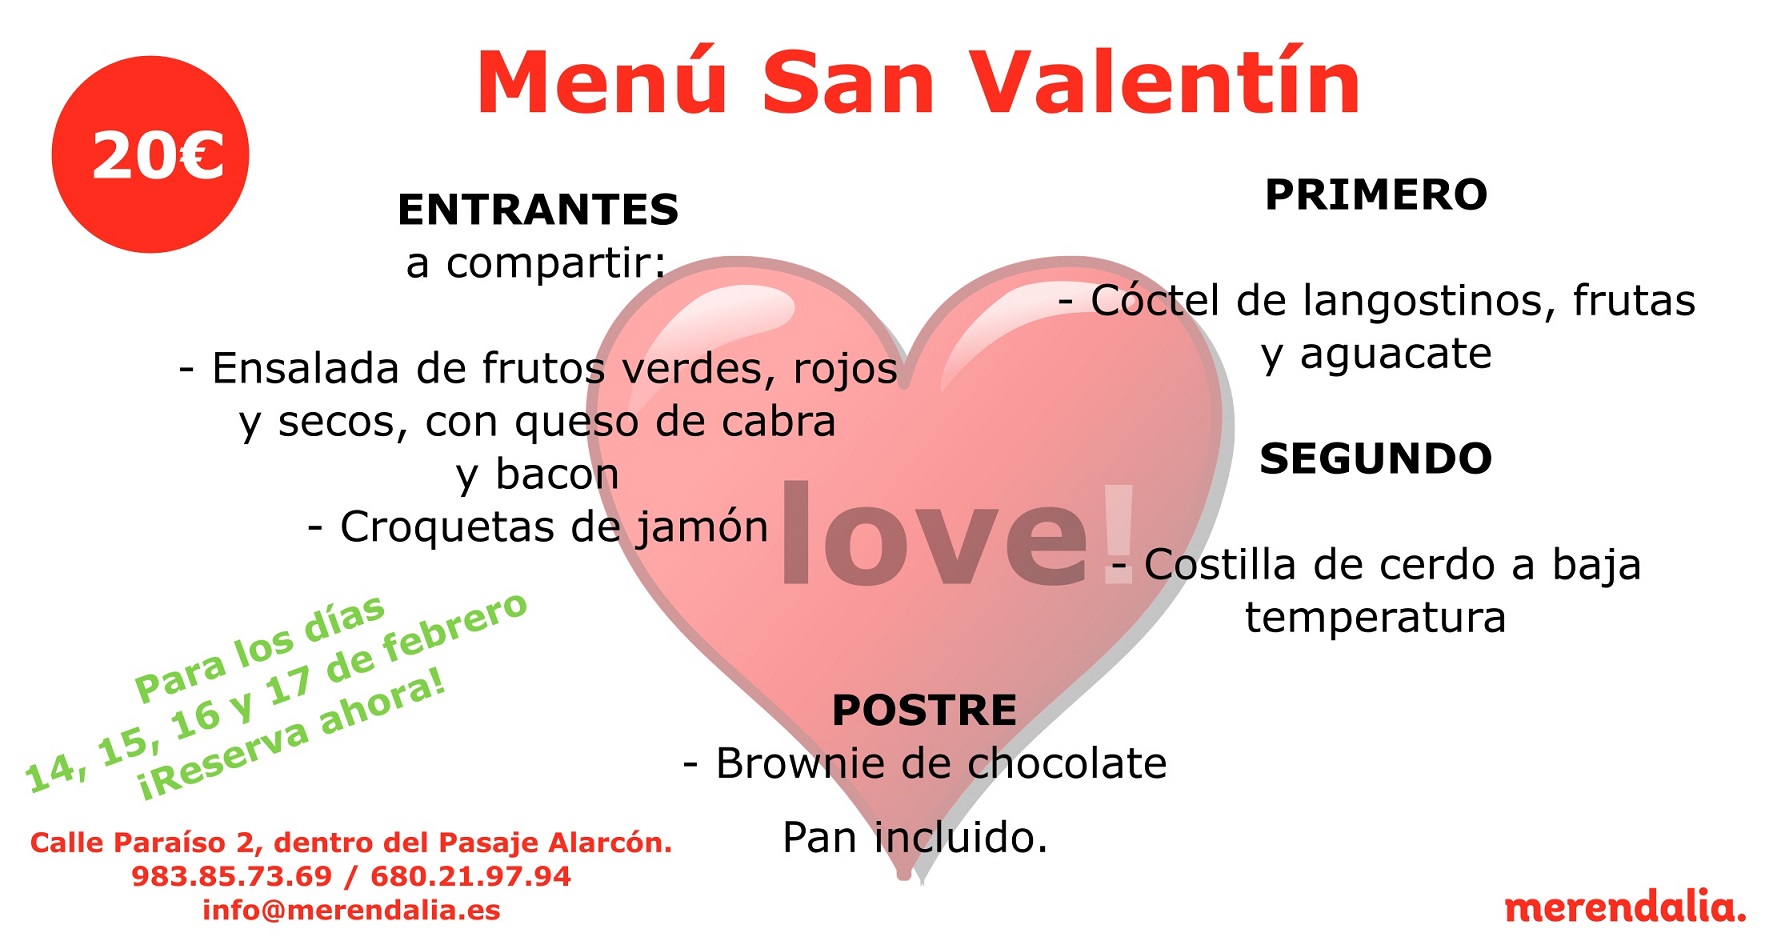 Menú San Valentín
20€
ENTRANTES
a compartir:
- Ensalada de frutos verdes, rojos
y secos, con queso de cabra
y bacon
- Croquetas de jamón
PRIMERO
- Cóctel de langostinos, frutas
y aguacate
SEGUNDO
- Costilla de cerdo a baja
temperatura
love!
POSTRE
- Brownie de chocolate
Pan incluido.
Para los días
14, 15, 16 y 17 de febrero
¡Reserva ahora!
Calle Paraíso 2, dentro del Pasaje Alarcón.
983.85.73.69 / 680.21.97.94
info@merendalia.es
merendalia.